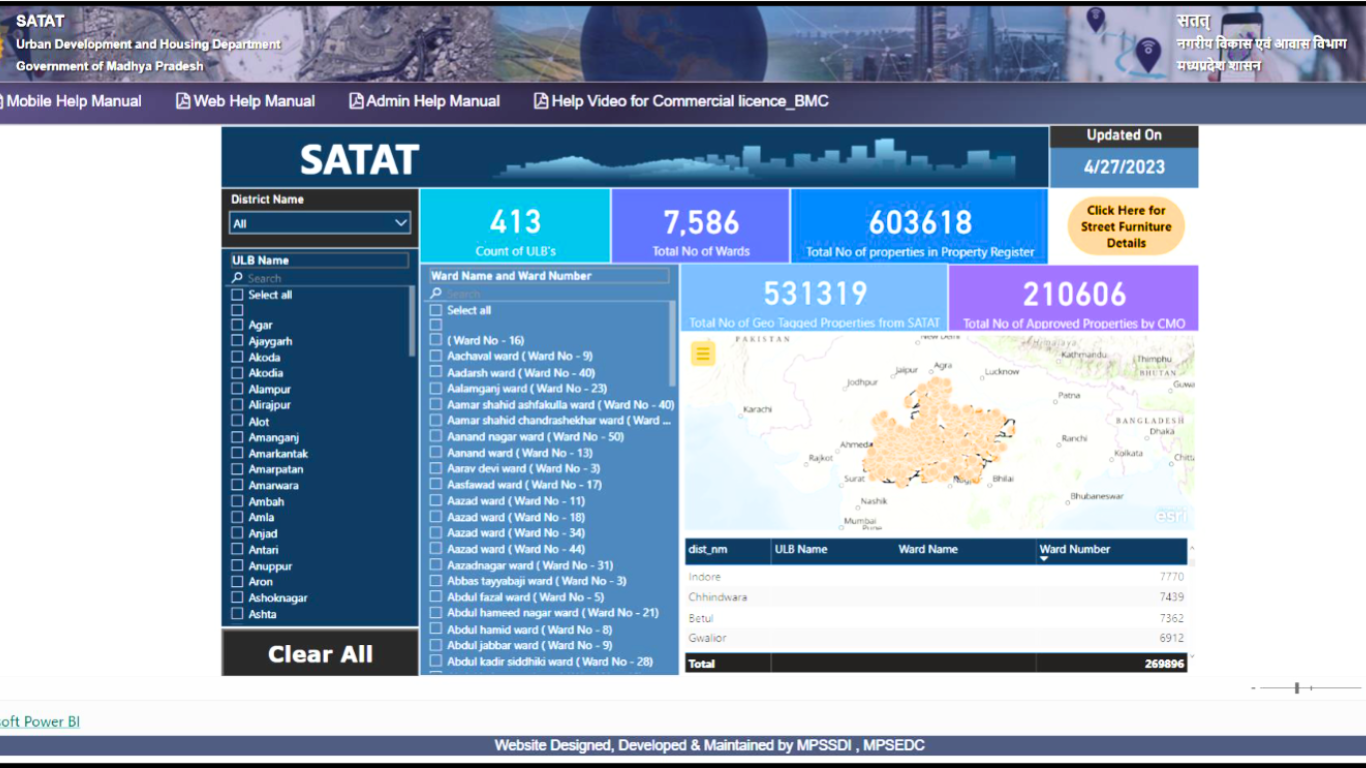 SATAT
Urban Development and Housing Department
Government of Madhya Pradesh
सतत्
नगरीय विकास एवं आवास विभाग
मध्यप्रदेश शासन
Mobile Help Manual
Web Help Manual
Admin Help Manual
Help Video for Commercial licence_BMC
SATAT
Updated On
4/27/2023
District Name
All
413
Count of ULB's
7,586
Total No of Wards
603618
Total No of properties in Property Register
Click Here for
Street Furniture
Details
ULB Name
Search
Select all
Agar
Ajaygarh
Akoda
Akodia
Alampur
Alirajpur
Alot
Amanganj
Amarkantak
Amarpatan
Amarwara
Ambah
Amla
Anjad
Antari
Anuppur
Aron
Ashoknagar
Ashta
Clear All
Ward Name and Ward Number
Search
Select all
( Ward No - 16)
Aachaval ward ( Ward No - 9)
Aadarsh ward ( Ward No - 40)
Aalamganj ward ( Ward No - 23)
Aamar shahid ashfakulla ward ( Ward No - 40)
Aamar shahid chandrashekhar ward ( Ward ...
Aanand nagar ward ( Ward No - 50)
Aanand ward ( Ward No - 13)
Aarav devi ward ( Ward No - 3)
Aasfawad ward ( Ward No - 17)
Aazad ward ( Ward No - 11)
Aazad ward ( Ward No - 18)
Aazad ward ( Ward No - 34)
Aazad ward ( Ward No - 44)
Aazadnagar ward ( Ward No - 31)
Abbas tayyabaji ward ( Ward No - 3)
Abdul fazal ward ( Ward No - 5)
Abdul hameed nagar ward ( Ward No - 21)
Abdul hamid ward ( Ward No - 8)
Abdul jabbar ward ( Ward No - 9)
Abdul kadir siddhiki ward ( Ward No - 28)
531319
Total No of Geo Tagged Properties from SATAT
210606
Total No of Approved Properties by CMO
PAKISTAN
New Delhi
Himalaya
Kathmandu
Thimphu
BHUTAN
Agra
Jaipur
Lucknow
Jodhpur
Guwa
Patna
Karachi
BANGLADESH
Dhaka
Ranchi
Ahmeda
Kolkata
Rajkot
Chitt
Surat
Bhilai
Nashik
Bhubaneswar
Mumbai
Pune
esri
dist_nm ULB Name Ward Name Ward Number
Indore 7770
Chhindwara 7439
Betul 7362
Gwalior 6912
Total 269896
soft Power BI
Website Designed, Developed & Maintained by MPSSDI , MPSEDC